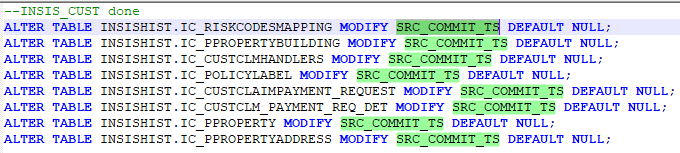 --INSIS_CUST done
ALTER TABLE INSISHIST.IC_RISKCODESMAPPING MODIFY SRC_COMMIT_TS DEFAULT NULL;
ALTER TABLE INSISHIST.IC_PPROPERTYBUILDING MODIFY SRC_COMMIT_TS DEFAULT NULL;
ALTER TABLE INSISHIST.IC_CUSTCLMHANDLERS MODIFY SRC_COMMIT_TS DEFAULT NULL;
ALTER TABLE INSISHIST.IC_POLICYLABEL MODIFY SRC_COMMIT_TS DEFAULT NULL;
ALTER TABLE INSISHIST.IC_CUSTCLAIMPAYMENT_REQUEST MODIFY SRC_COMMIT_TS DEFAULT NULL;
ALTER TABLE INSISHIST.IC_CUSTCLM_PAYMENT_REQ_DET MODIFY SRC_COMMIT_TS DEFAULT NULL;
ALTER TABLE INSISHIST.IC_PPROPERTY MODIFY SRC_COMMIT_TS DEFAULT NULL;
ALTER TABLE INSISHIST.IC_PPROPERTYADDRESS MODIFY SRC_COMMIT_TS DEFAULT NULL;